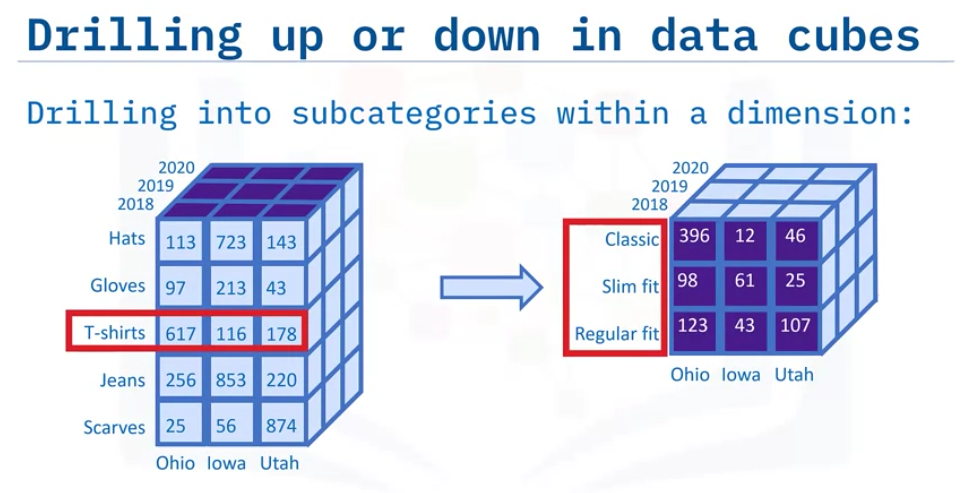 Drilling up or down in data cubes
Drilling into subcategories within a dimension:
2020
2019
2018
Hats 113 723 143
Gloves 97 213 43
T-shirts 617 116 178
Jeans 256 853 220
Scarves 25 56 874
Ohio Iowa Utah
2020
2019
2018
Classic 396 12 46
Slim fit 98 61 25
Regular fit 123 43 107
Ohio Iowa Utah